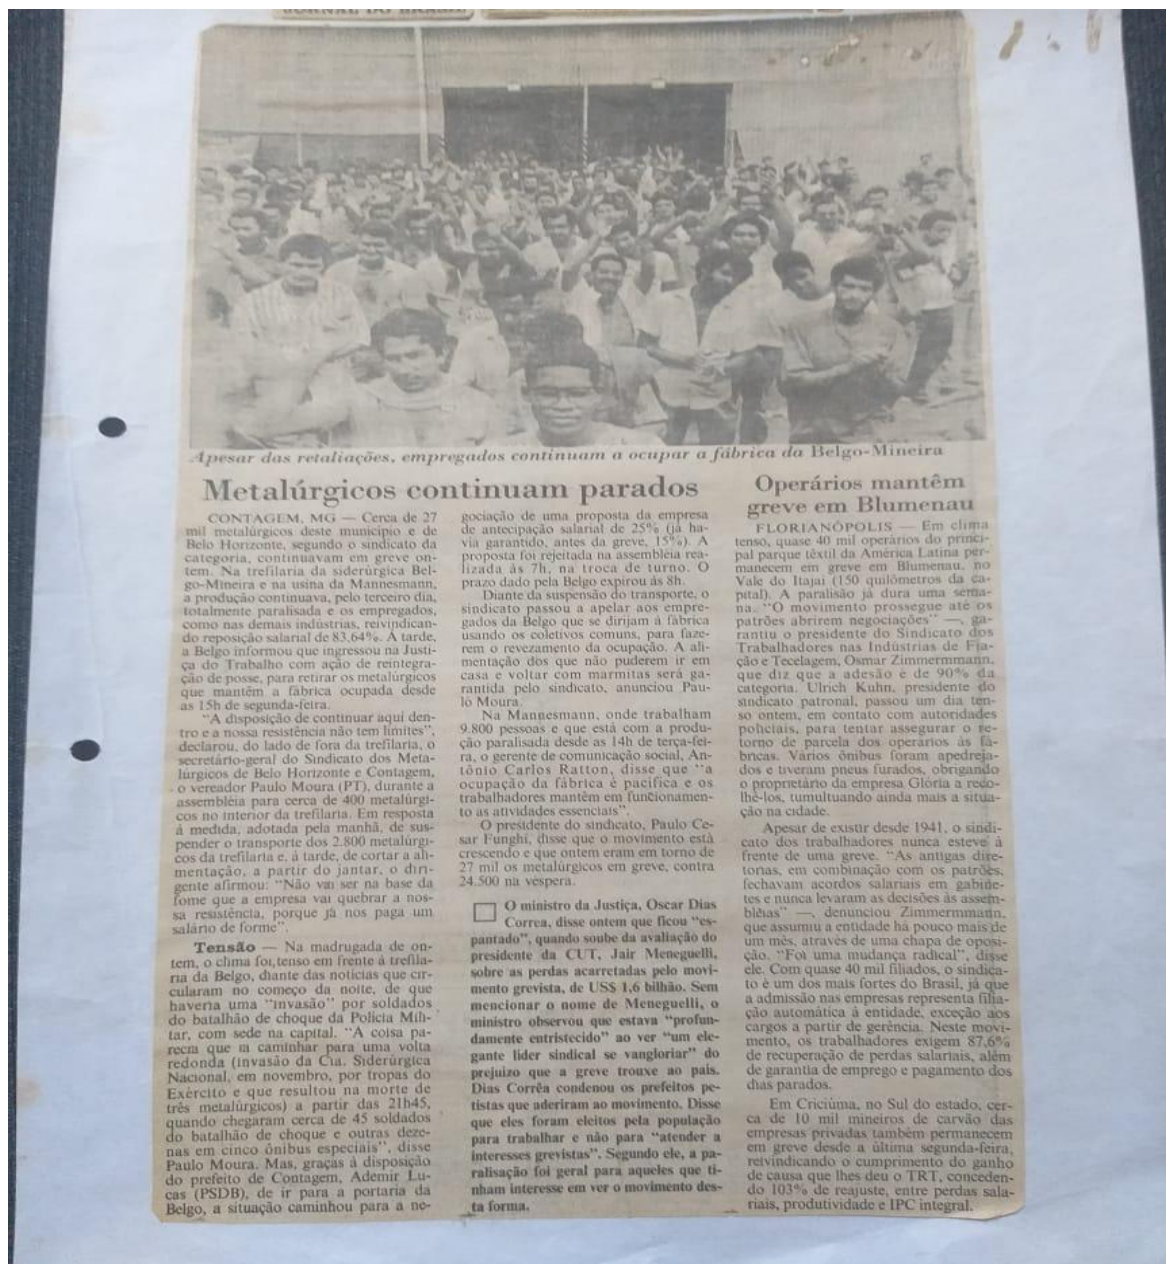 JORNAL DO BRASIL
Apesar das retaliações, empregados continuam a ocupar a fábrica da Belgo-Mineira
Metalúrgicos continuam parados
CONTAGEM, MG — Cerca de 27
mil metalúrgicos deste município e de
Belo Horizonte, segundo o sindicato da
categoria, continuavam em greve on-
tem. Na trefilaria da siderúrgica Bel-
go-Mineira e na usina da Mannesmann,
a produção continuava, pelo terceiro dia,
totalmente paralisada e os empregados,
como nas demais indústrias, reivindican-
do reposição salarial de 83,64%. À tarde,
a Belgo informou que ingressou na Justi-
ça do Trabalho com ação de reintegra-
ção de posse, para retirar os metalúrgicos
que mantêm a fábrica ocupada desde
as 15h de segunda-feira.
"A disposição de continuar aqui den-
tro e a nossa resistência não tem limites",
declarou, do lado de fora da trefilaria, o
secretário-geral do Sindicato dos Meta-
lúrgicos de Belo Horizonte e Contagem,
o vereador Paulo Moura (PT), durante a
assembléia para cerca de 400 metalúrgi-
cos no interior da trefilaria. Em resposta
à medida, adotada pela manhã, de sus-
pender o transporte dos 2.800 metalúrgi-
cos da trefilaria e, à tarde, de cortar a ali-
mentação, a partir do jantar, o diri-
gente afirmou: "Não vai ser na base da
fome que a empresa vai quebrar a nos-
sa resistência, porque já nos paga um
salário de forme".
Tensão — Na madrugada de on-
tem, o clima foi tenso em frente à trefila-
ria da Belgo, diante das notícias que cir-
cularam no começo da noite, de que
haveria uma "invasão" por soldados
do batalhão de choque da Polícia Mili-
tar, com sede na capital. "A coisa pa-
recia que ia caminhar para uma volta
redonda (invasão da Cia. Siderúrgica
Nacional, em novembro, por tropas do
Exército e que resultou na morte de
três metalúrgicos) a partir das 21h45,
quando chegaram cerca de 45 soldados
do batalhão de choque e outras deze-
nas em cinco ônibus especiais", disse
Paulo Moura. Mas, graças à disposição
do prefeito de Contagem, Ademir Lu-
cas (PSDB), de ir para a portaria da
Belgo, a situação caminhou para a ne-
gociação de uma proposta da empresa
de antecipação salarial de 25% (já ha-
via garantido, antes da greve, 15%). A
proposta foi rejeitada na assembléia rea-
lizada às 7h, na troca de turno. O
prazo dado pela Belgo expirou às 8h.
Diante da suspensão do transporte, o
sindicato passou a apelar aos empre-
gados da Belgo que se dirijam à fábrica
usando os coletivos comuns, para faze-
rem o revezamento da ocupação. A ali-
mentação dos que não puderem ir em
casa e voltar com marmitas será ga-
rantida pelo sindicato, anunciou Pau-
lo Moura.
Na Mannesmann, onde trabalham
9.800 pessoas e que está com a produ-
ção paralisada desde as 14h de terça-fei-
ra, o gerente de comunicação social, An-
tônio Carlos Ratton, disse que "a
ocupação da fábrica é pacífica e os
trabalhadores mantêm em funcionamen-
to as atividades essenciais".
O presidente do sindicato, Paulo Ce-
sar Funghi, disse que o movimento está
crescendo e que ontem eram em torno de
27 mil os metalúrgicos em greve, contra
24.500 na véspera.
O ministro da Justiça, Oscar Dias
Correa, disse ontem que ficou "es-
pantado", quando soube da avaliação do
presidente da CUT, Jair Meneguelli,
sobre as perdas acarretadas pelo movi-
mento grevista, de US$ 1,6 bilhão. Sem
mencionar o nome de Meneguelli, o
ministro observou que estava "profun-
damente entristecido" ao ver "um ele-
gante líder sindical se vangloriar" do
prejuízo que a greve trouxe ao país.
Dias Corrêa condenou os prefeitos pe-
tistas que aderiram ao movimento. Disse
que eles foram eleitos pela população
para trabalhar e não para "atender a
interesses grevistas". Segundo ele, a pa-
ralisação foi geral para aqueles que ti-
nham interesse em ver o movimento des-
ta forma.
Operários mantêm
greve em Blumenau
FLORIANÓPOLIS — Em clima
tenso, quase 40 mil operários do princi-
pal parque têxtil da América Latina per-
manecem em greve em Blumenau, no
Vale do Itajaí (150 quilômetros da ca-
pital). A paralisão já dura uma sema-
na. "O movimento prossegue até os
patrões abrirem negociações" —, ga-
rantiu o presidente do Sindicato dos
Trabalhadores nas Indústrias de Fia-
ção e Tecelagem, Osmar Zimmermmann,
que diz que a adesão é de 90% da
categoria. Ulrich Kuhn, presidente do
sindicato patronal, passou um dia ten-
so ontem, em contato com autoridades
policiais, para tentar assegurar o re-
torno de parcela dos operários às fá-
bricas. Vários ônibus foram apedreja-
dos e tiveram pneus furados, obrigando
o proprietário da empresa Glória a reco-
lhê-los, tumultuando ainda mais a situa-
ção na cidade.
Apesar de existir desde 1941, o sindi-
cato dos trabalhadores nunca esteve à
frente de uma greve. "As antigas dire-
torias, em combinação com os patrões,
fechavam acordos salariais em gabine-
tes e nunca levaram as decisões às assem-
bléias" —, denunciou Zimmermmann,
que assumiu a entidade há pouco mais de
um mês, através de uma chapa de oposi-
ção. "Foi uma mudança radical", disse
ele. Com quase 40 mil filiados, o sindica-
to é um dos mais fortes do Brasil, já que
a admissão nas empresas representa filia-
ção automática à entidade, exceção aos
cargos a partir de gerência. Neste movi-
mento, os trabalhadores exigem 87,6%
de recuperação de perdas salariais, além
de garantia de emprego e pagamento dos
dias parados.
Em Criciúma, no Sul do estado, cer-
ca de 10 mil mineiros de carvão das
empresas privadas também permanecem
em greve desde a última segunda-feira,
reivindicando o cumprimento do ganho
de causa que lhes deu o TRT, conceden-
do 103% de reajuste, entre perdas sala-
riais, produtividade e IPC integral.